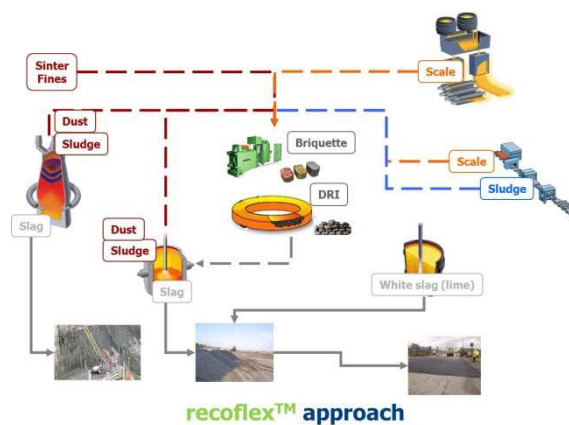 Sinter
Fines
Scale
Dust
Sludge
Briquette
Scale
DRI
Sludge
Slag
Dust
Sludge
Slag
White slag (lime)
recoflex™ approach